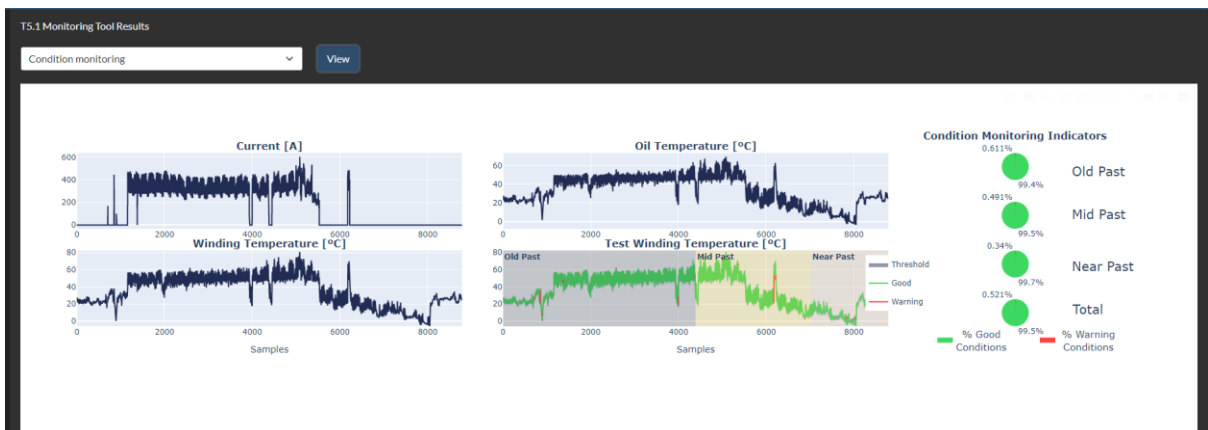 T5.1 Monitoring Tool Results
Condition monitoring
View
Current [A]
600
400
200
0
0
2000
4000
6000
8000
Oil Temperature [ºC]
60
40
20
0
0
2000
4000
6000
8000
Winding Temperature [ºC]
80
60
40
20
0
0
2000
4000
6000
8000
Samples
Test Winding Temperature [ºC]
80
60
40
20
0
Old Past
Mid Past
Near Past
0
2000
4000
6000
8000
Samples
Threshold
Good
Warning
Condition Monitoring Indicators
0.611%
99.4%
Old Past
0.491%
99.5%
Mid Past
0.34%
99.7%
Near Past
0.521%
99.5%
Total
% Good
Conditions
% Warning
Conditions